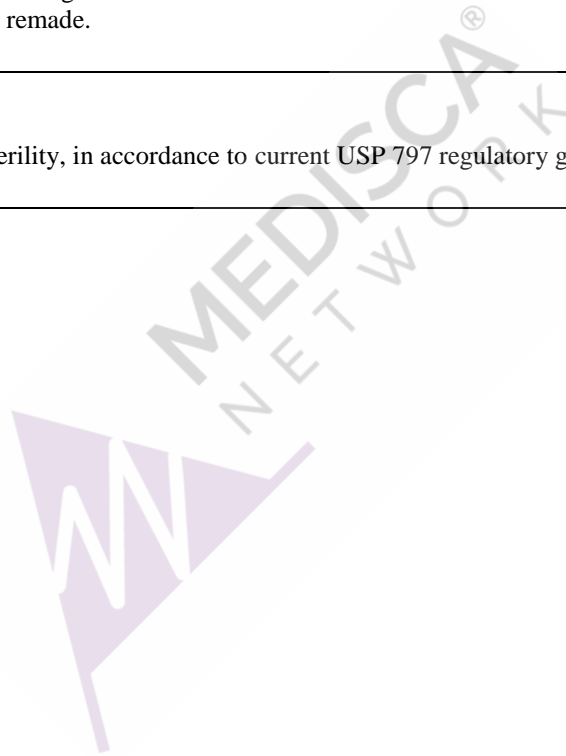 remade.
erility, in accordance to current USP 797 regulatory g
MEDISCA®
NETWORK